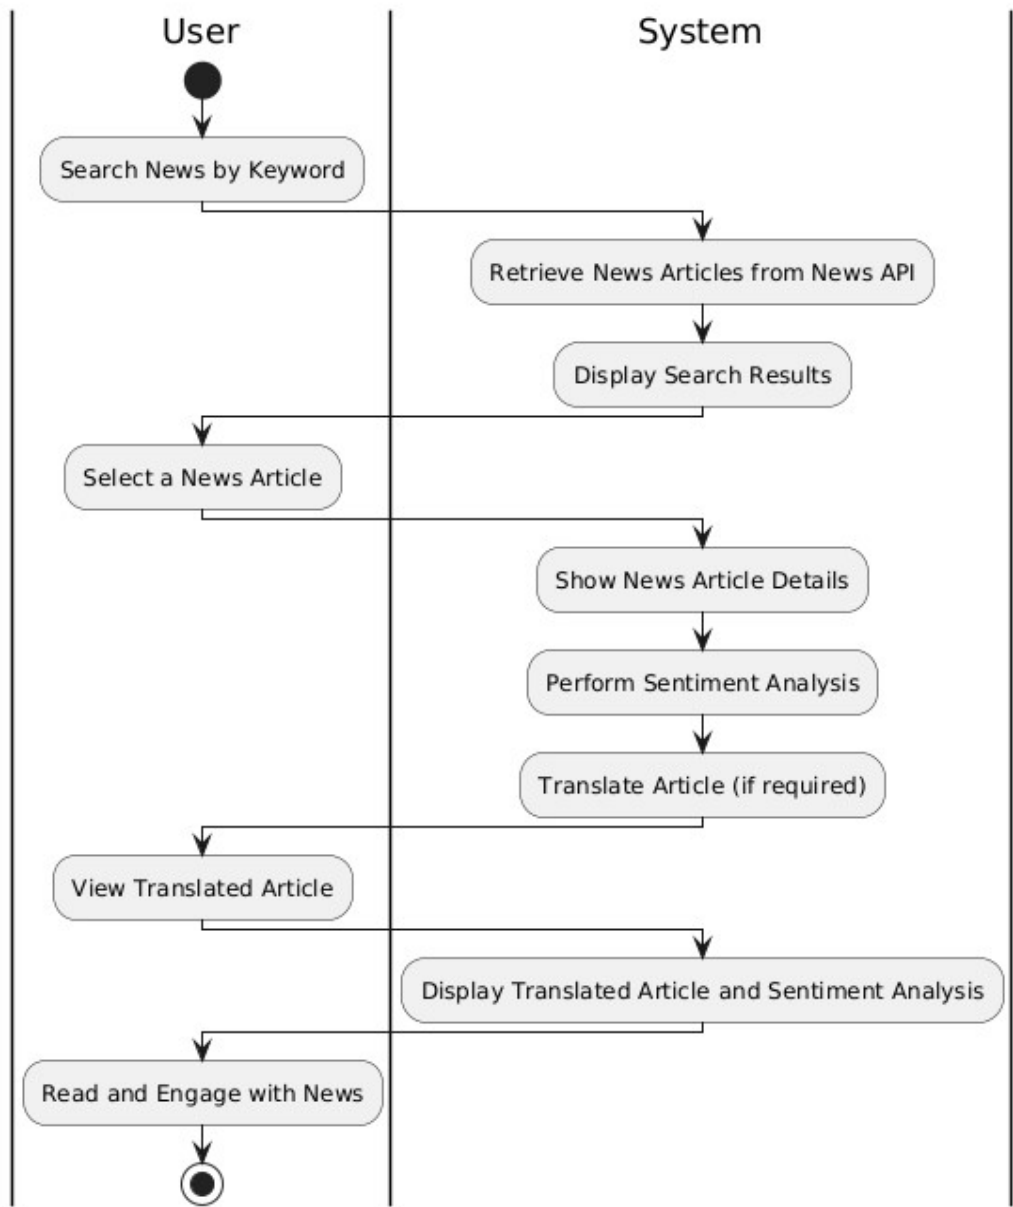 User
System
Search News by Keyword
Retrieve News Articles from News API
Display Search Results
Select a News Article
Show News Article Details
Perform Sentiment Analysis
Translate Article (if required)
View Translated Article
Display Translated Article and Sentiment Analysis
Read and Engage with News